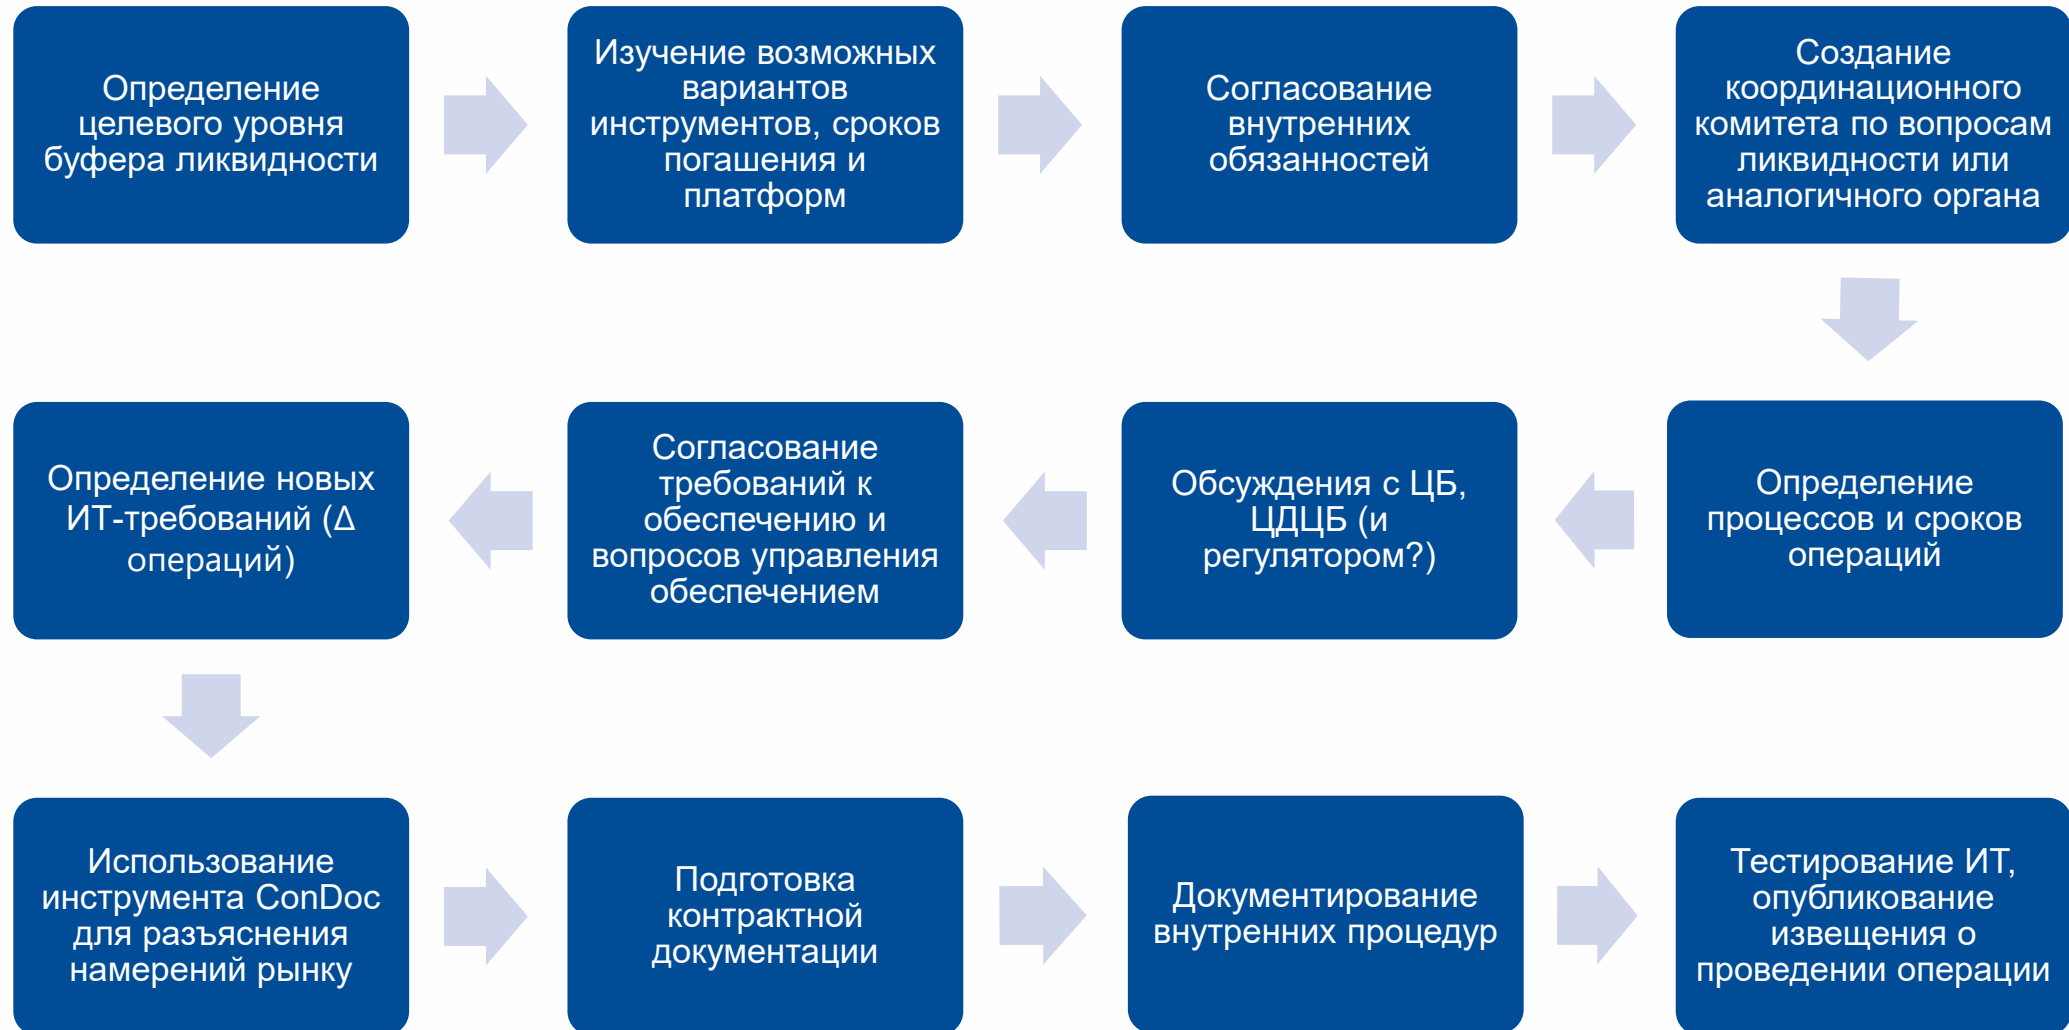 Определение
целевого уровня
буфера ликвидности
Изучение возможных
вариантов
инструментов, сроков
погашения и
платформ
Согласование
внутренних
обязанностей
Создание
координационного
комитета по вопросам
ликвидности или
аналогичного органа
Определение
процессов и сроков
операций
Обсуждения с ЦБ,
ЦДЦБ (и
регулятором?)
Согласование
требований к
обеспечению и
вопросов управления
обеспечением
Определение новых
ИТ-требований (Δ
операций)
Использование
инструмента ConDoc
для разъяснения
намерений рынку
Подготовка
контрактной
документации
Документирование
внутренних процедур
Тестирование ИТ,
опубликование
извещения о
проведении операции